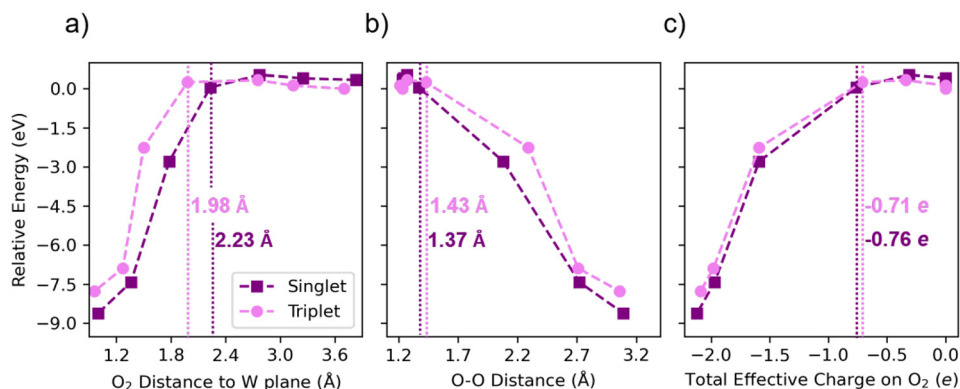 a)
b)
c)
Relative Energy (eV)
0.0
−1.5
−3.0
−4.5
−6.0
−7.5
−9.0
1.98 Å
2.23 Å
Singlet
Triplet
1.2 1.8 2.4 3.0 3.6
O₂ Distance to W plane (Å)
1.43 Å
1.37 Å
1.2 1.7 2.2 2.7 3.2
O-O Distance (Å)
-0.71 e
-0.76 e
−2.0 −1.5 −1.0 −0.5 0.0
Total Effective Charge on O₂ (e)